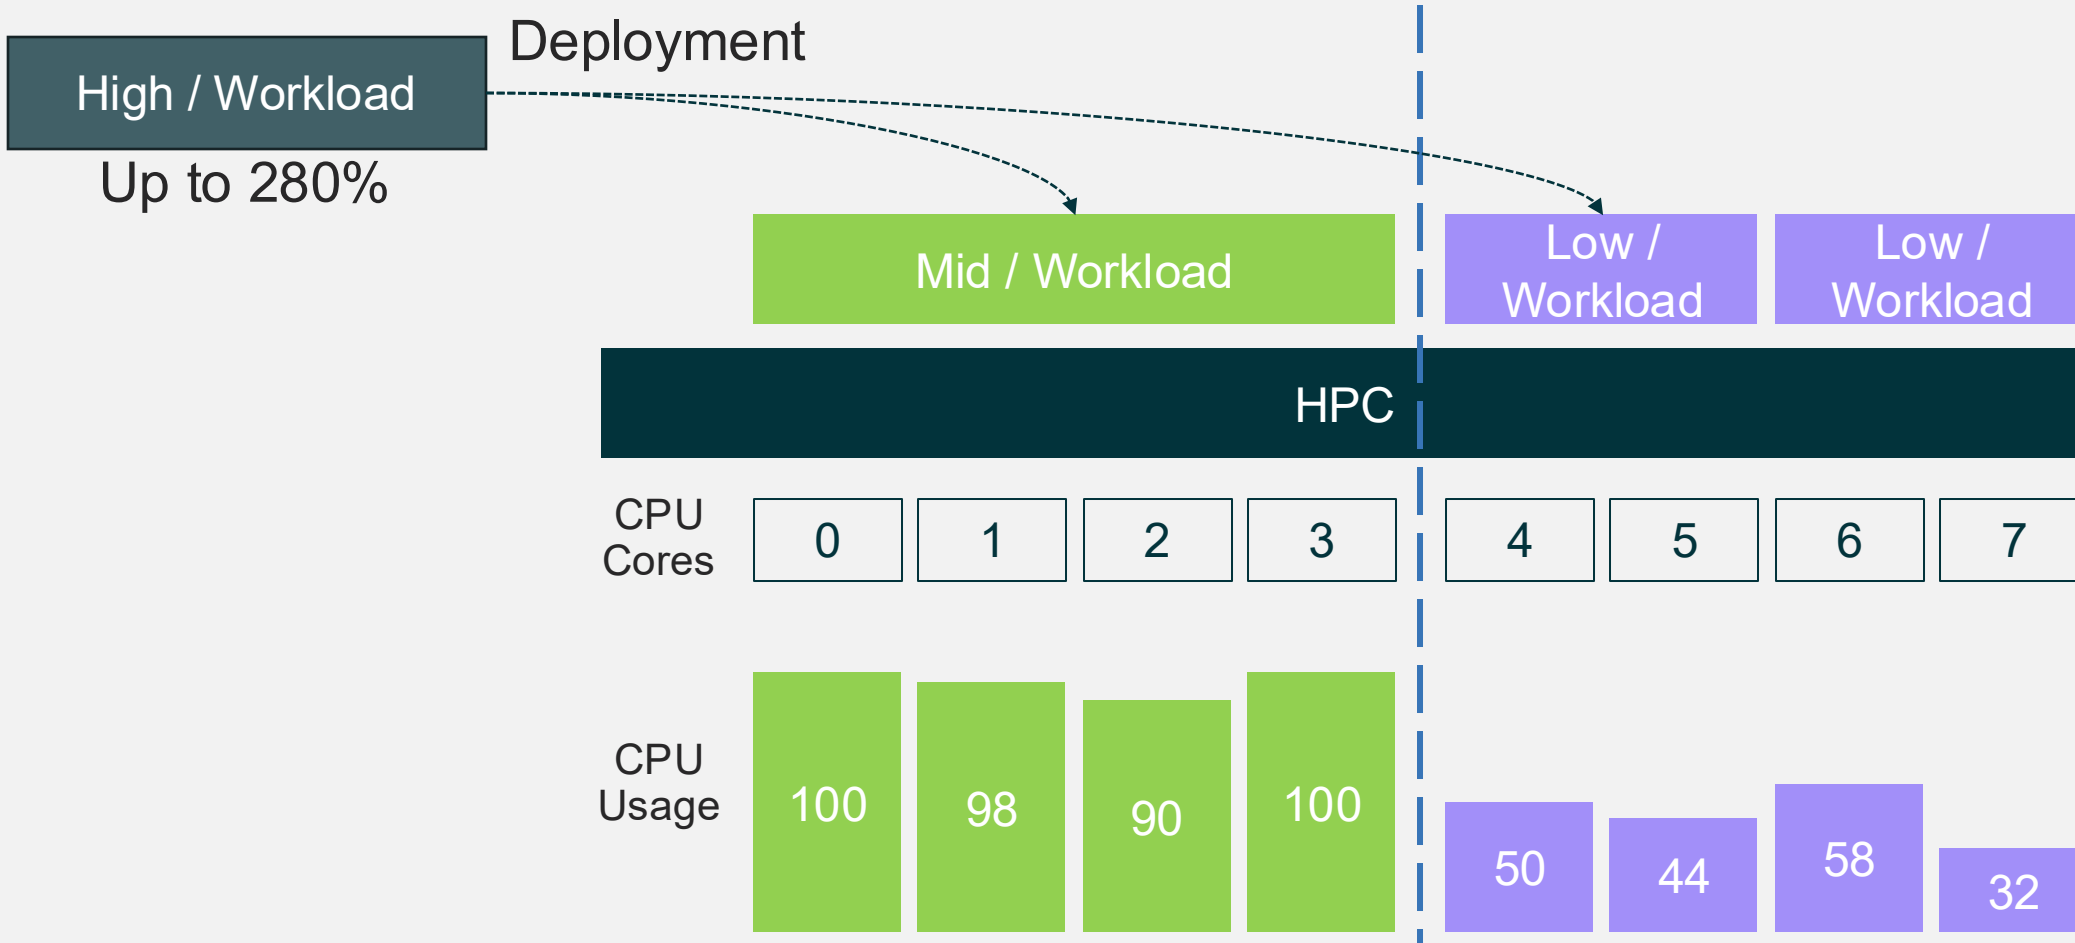 Deployment
High / Workload
Up to 280%
Mid / Workload
Low /
Workload
Low /
Workload
HPC
CPU
Cores
0
1
2
3
4
5
6
7
CPU
Usage
100
98
90
100
50
44
58
32